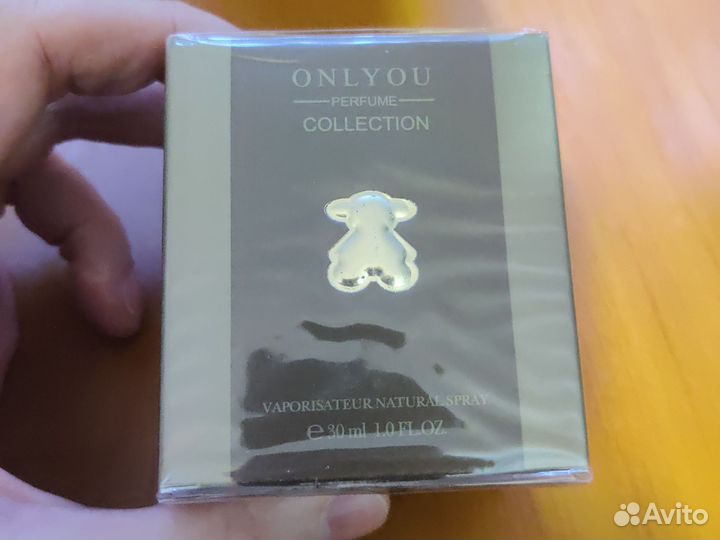 ONLYOU
PERFUME
COLLECTION
VAPORISATEUR NATURAL SPRAY
℮ 30 ml 1.0 FL.OZ.
Avito